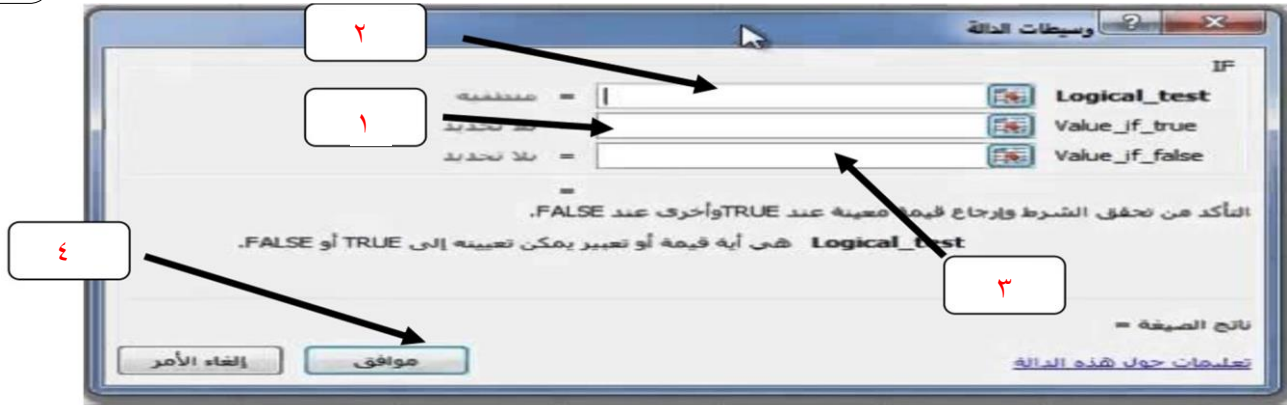 وسيطات الدالة
IF
٢
Logical_test = منطقية
١
Value_if_true = بلا تحديد
Value_if_false = بلا تحديد
=
التأكد من تحقق الشرط وإرجاع قيمة معينة عند TRUEوأخرى عند FALSE.
Logical_test هي أية قيمة أو تعبير يمكن تعيينه إلى TRUE أو FALSE.
٤
٣
ناتج الصيغة =
تعليمات حول هذه الدالة
موافق
إلغاء الأمر